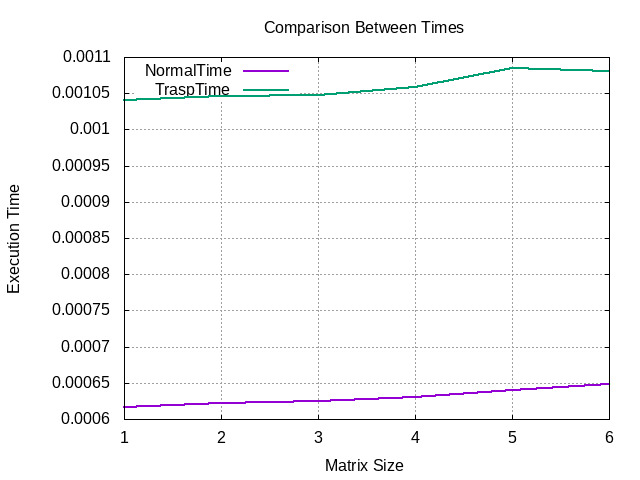 Comparison Between Times
NormalTime
TraspTime
0.0011
0.00105
0.001
0.00095
0.0009
0.00085
0.0008
0.00075
0.0007
0.00065
0.0006
Execution Time
1 2 3 4 5 6
Matrix Size